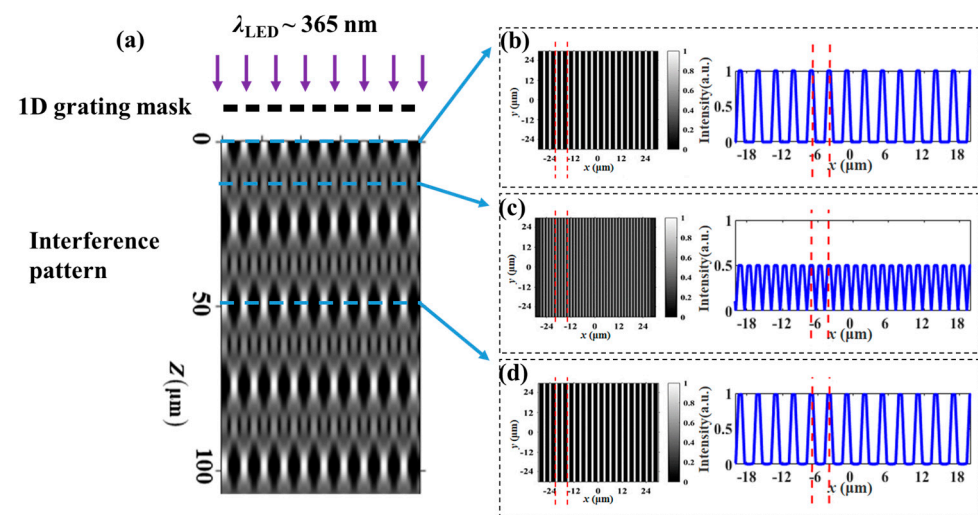 (a)
λLED ~ 365 nm
1D grating mask
Interference
pattern
0
50
100
Z(μm)
(b)
24
12
0
-12
-24
y (μm)
-24 -12 0 12 24
x (μm)
1
0.8
0.6
0.4
0.2
0
Intensity(a.u.)
1
0.5
0
-18 -12 -6 0 6 12 18
x (μm)
(c)
24
12
0
-12
-24
y (μm)
-24 -12 0 12 24
x (μm)
1
0.8
0.6
0.4
0.2
0
Intensity(a.u.)
1
0.5
0
-18 -12 -6 0 6 12 18
x (μm)
(d)
24
12
0
-12
-24
y (μm)
-24 -12 0 12 24
x (μm)
1
0.8
0.6
0.4
0.2
0
Intensity(a.u.)
1
0.5
0
-18 -12 -6 0 6 12 18
x (μm)